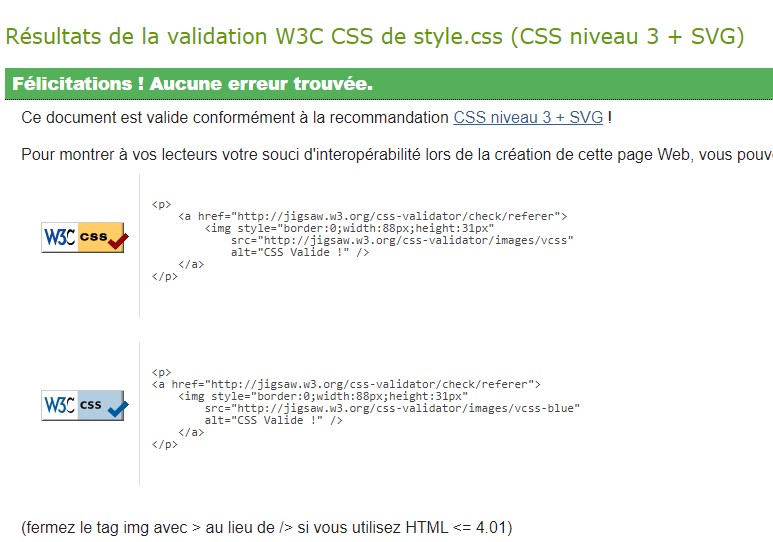 Résultats de la validation W3C CSS de style.css (CSS niveau 3 + SVG)
Félicitations ! Aucune erreur trouvée.
Ce document est valide conformément à la recommandation CSS niveau 3 + SVG !
Pour montrer à vos lecteurs votre souci d'interopérabilité lors de la création de cette page Web, vous pouv
<p>
<a href="http://jigsaw.w3.org/css-validator/check/referer">
<img style="border:0;width:88px;height:31px"
src="http://jigsaw.w3.org/css-validator/images/vcss"
alt="CSS Valide !" />
</a>
</p>
W3C css
<p>
<a href="http://jigsaw.w3.org/css-validator/check/referer">
<img style="border:0;width:88px;height:31px"
src="http://jigsaw.w3.org/css-validator/images/vcss-blue"
alt="CSS Valide !" />
</a>
</p>
W3C css
(fermez le tag img avec > au lieu de /> si vous utilisez HTML <= 4.01)